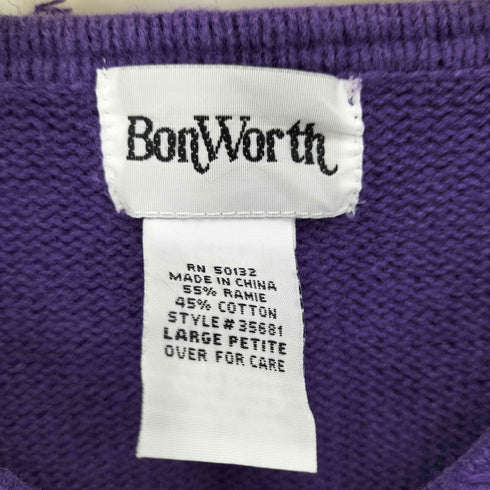 BonWorth
RN 50132
MADE IN CHINA
55% RAMIE
45% COTTON
STYLE#35681
LARGE PETITE
OVER FOR CARE